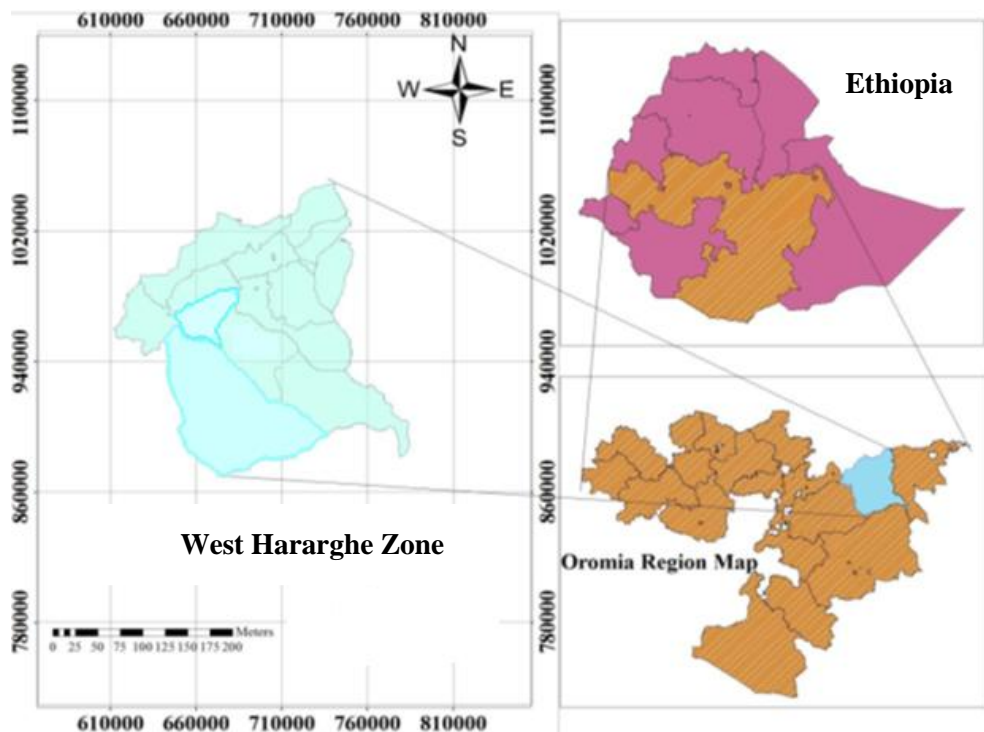 610000 660000 710000 760000 810000
N
W E
S
1100000
1020000
940000
860000
780000
1100000
1020000
940000
860000
780000
West Hararghe Zone
Meters
0 25 50 75 100 125 150 175 200
610000 660000 710000 760000 810000
Ethiopia
Oromia Region Map